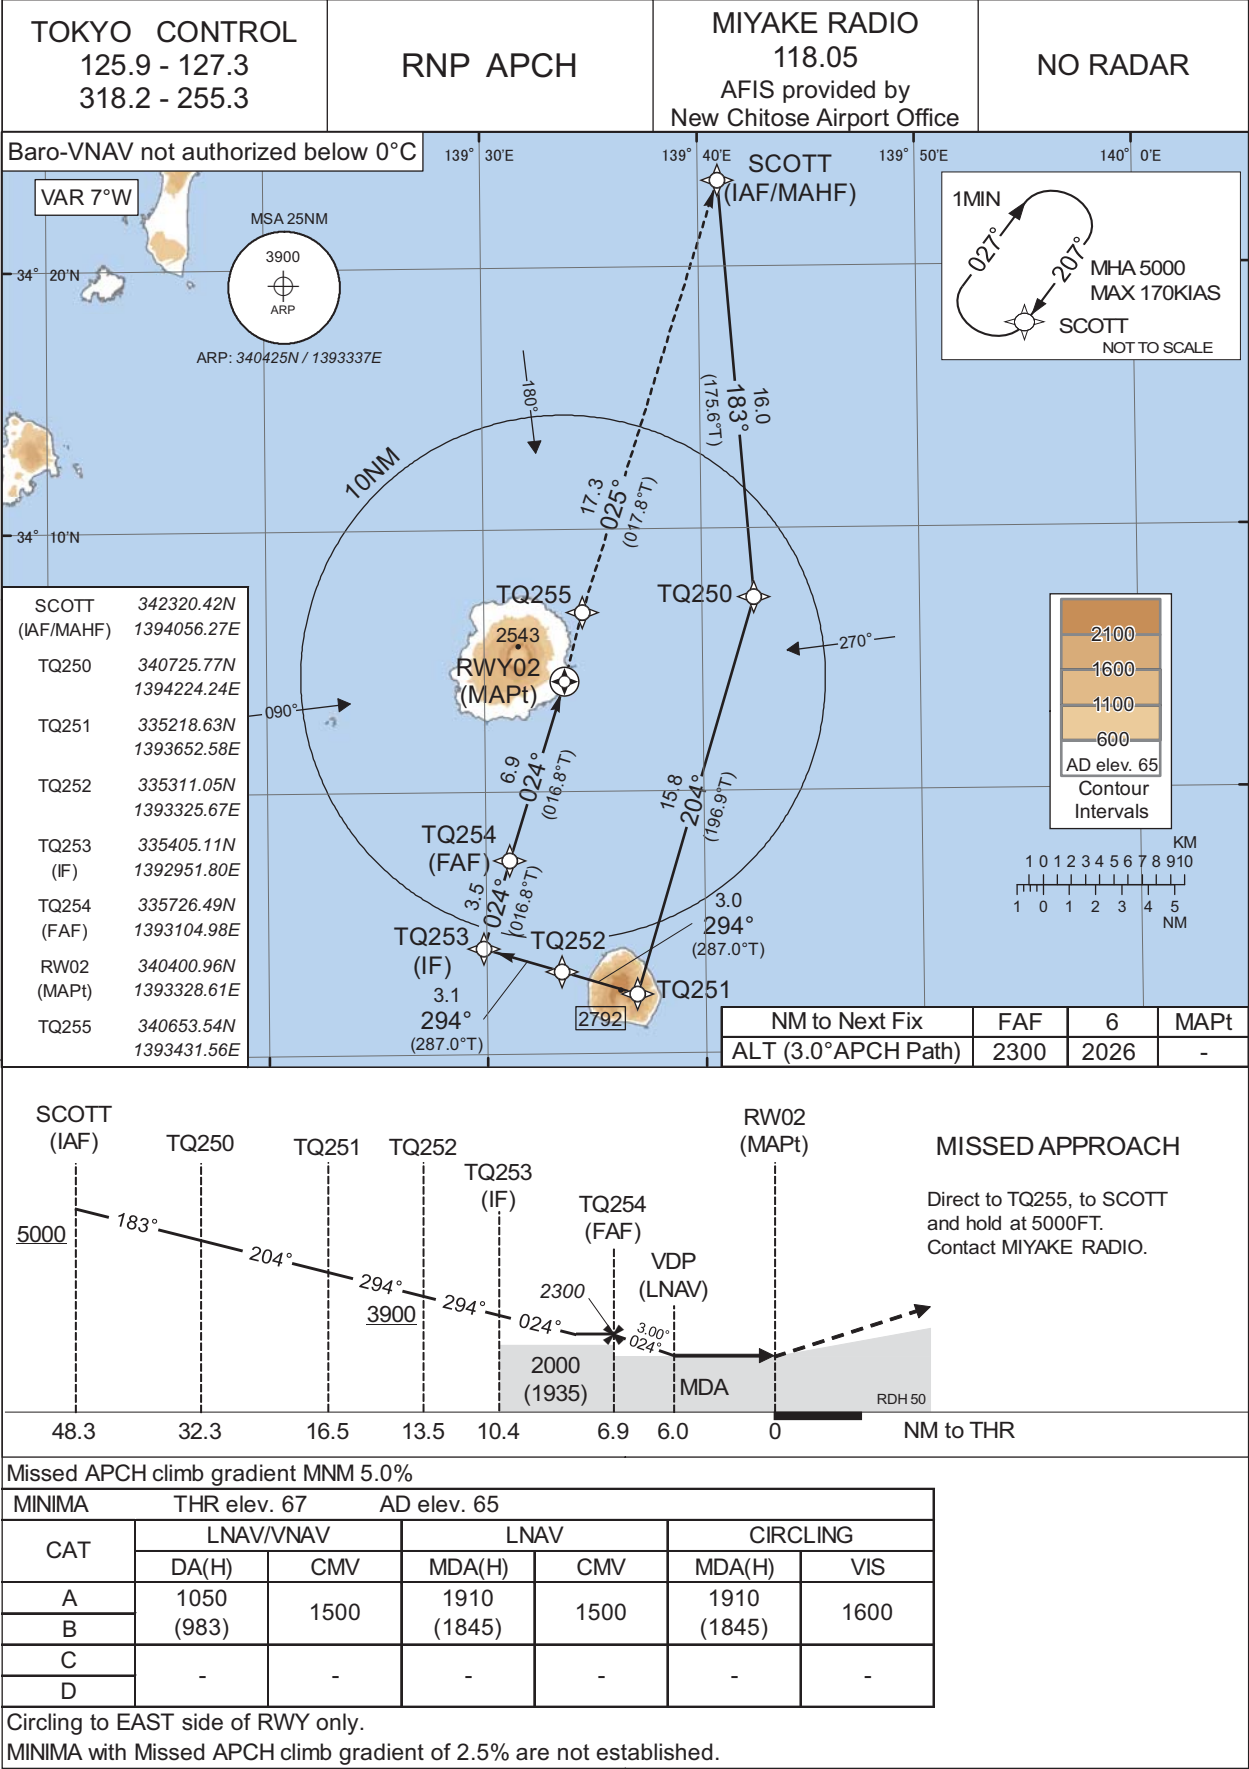 TOKYO CONTROL
125.9 - 127.3
318.2 - 255.3
RNP APCH
MIYAKE RADIO
118.05
AFIS provided by
New Chitose Airport Office
NO RADAR
Baro-VNAV not authorized below 0°C
VAR 7°W
139° 30'E
139° 40'E
139° 50'E
140° 0'E
34° 20'N
34° 10'N
MSA 25NM
3900
ARP
ARP: 340425N / 1393337E
SCOTT
(IAF/MAHF)
1MIN
027°
207°
MHA 5000
MAX 170KIAS
SCOTT
NOT TO SCALE
180°
10NM
16.0
183°
(175.6°T)
17.3
025°
(017.8°T)
TQ255
TQ250
2543
RWY02
(MAPt)
270°
090°
6.9
024°
(016.8°T)
15.8
204°
(196.9°T)
TQ254
(FAF)
3.5
024°
(016.8°T)
3.0
294°
(287.0°T)
TQ253
(IF)
TQ252
TQ251
3.1
294°
(287.0°T)
2792
SCOTT 342320.42N
(IAF/MAHF) 1394056.27E
TQ250 340725.77N
1394224.24E
TQ251 335218.63N
1393652.58E
TQ252 335311.05N
1393325.67E
TQ253 335405.11N
(IF) 1392951.80E
TQ254 335726.49N
(FAF) 1393104.98E
RW02 340400.96N
(MAPt) 1393328.61E
TQ255 340653.54N
1393431.56E
2100
1600
1100
600
AD elev. 65
Contour
Intervals
KM
1 0 1 2 3 4 5 6 7 8 9 10
1 0 1 2 3 4 5
NM
NM to Next Fix FAF 6 MAPt
ALT (3.0°APCH Path) 2300 2026 -
SCOTT
(IAF)
TQ250
TQ251
TQ252
TQ253
(IF)
TQ254
(FAF)
VDP
(LNAV)
RW02
(MAPt)
5000
183°
204°
294°
3900
294°
024°
2300
3.00°
024°
2000
(1935)
MDA
RDH 50
48.3 32.3 16.5 13.5 10.4 6.9 6.0 0 NM to THR
MISSED APPROACH
Direct to TQ255, to SCOTT
and hold at 5000FT.
Contact MIYAKE RADIO.
Missed APCH climb gradient MNM 5.0%
MINIMA THR elev. 67 AD elev. 65
CAT LNAV/VNAV LNAV CIRCLING
DA(H) CMV MDA(H) CMV MDA(H) VIS
A
B
1050
(983)
1500
1910
(1845)
1500
1910
(1845)
1600
C
D
- - - - - -
Circling to EAST side of RWY only.
MINIMA with Missed APCH climb gradient of 2.5% are not established.